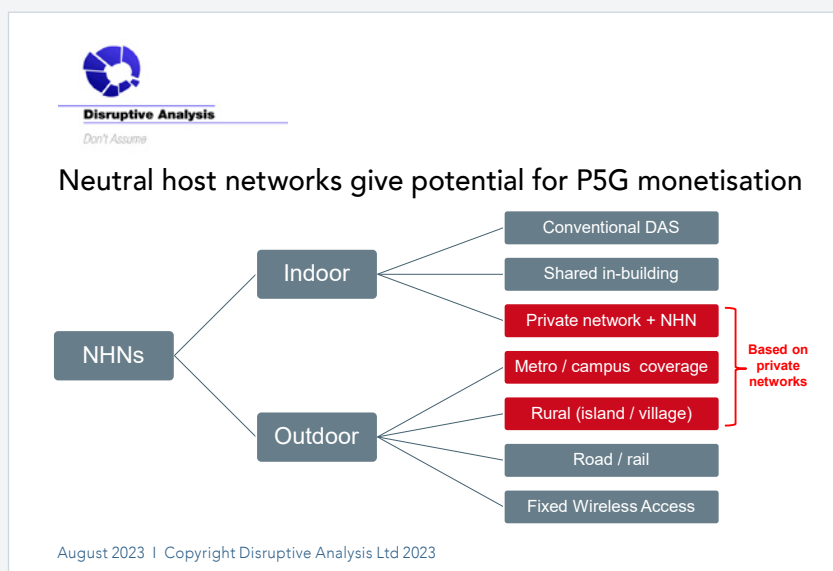 Disruptive Analysis
Don't Assume
Neutral host networks give potential for P5G monetisation
NHNs
Indoor
Outdoor
Conventional DAS
Shared in-building
Private network + NHN
Metro / campus coverage
Rural (island / village)
Road / rail
Fixed Wireless Access
Based on
private
networks
August 2023 I Copyright Disruptive Analysis Ltd 2023